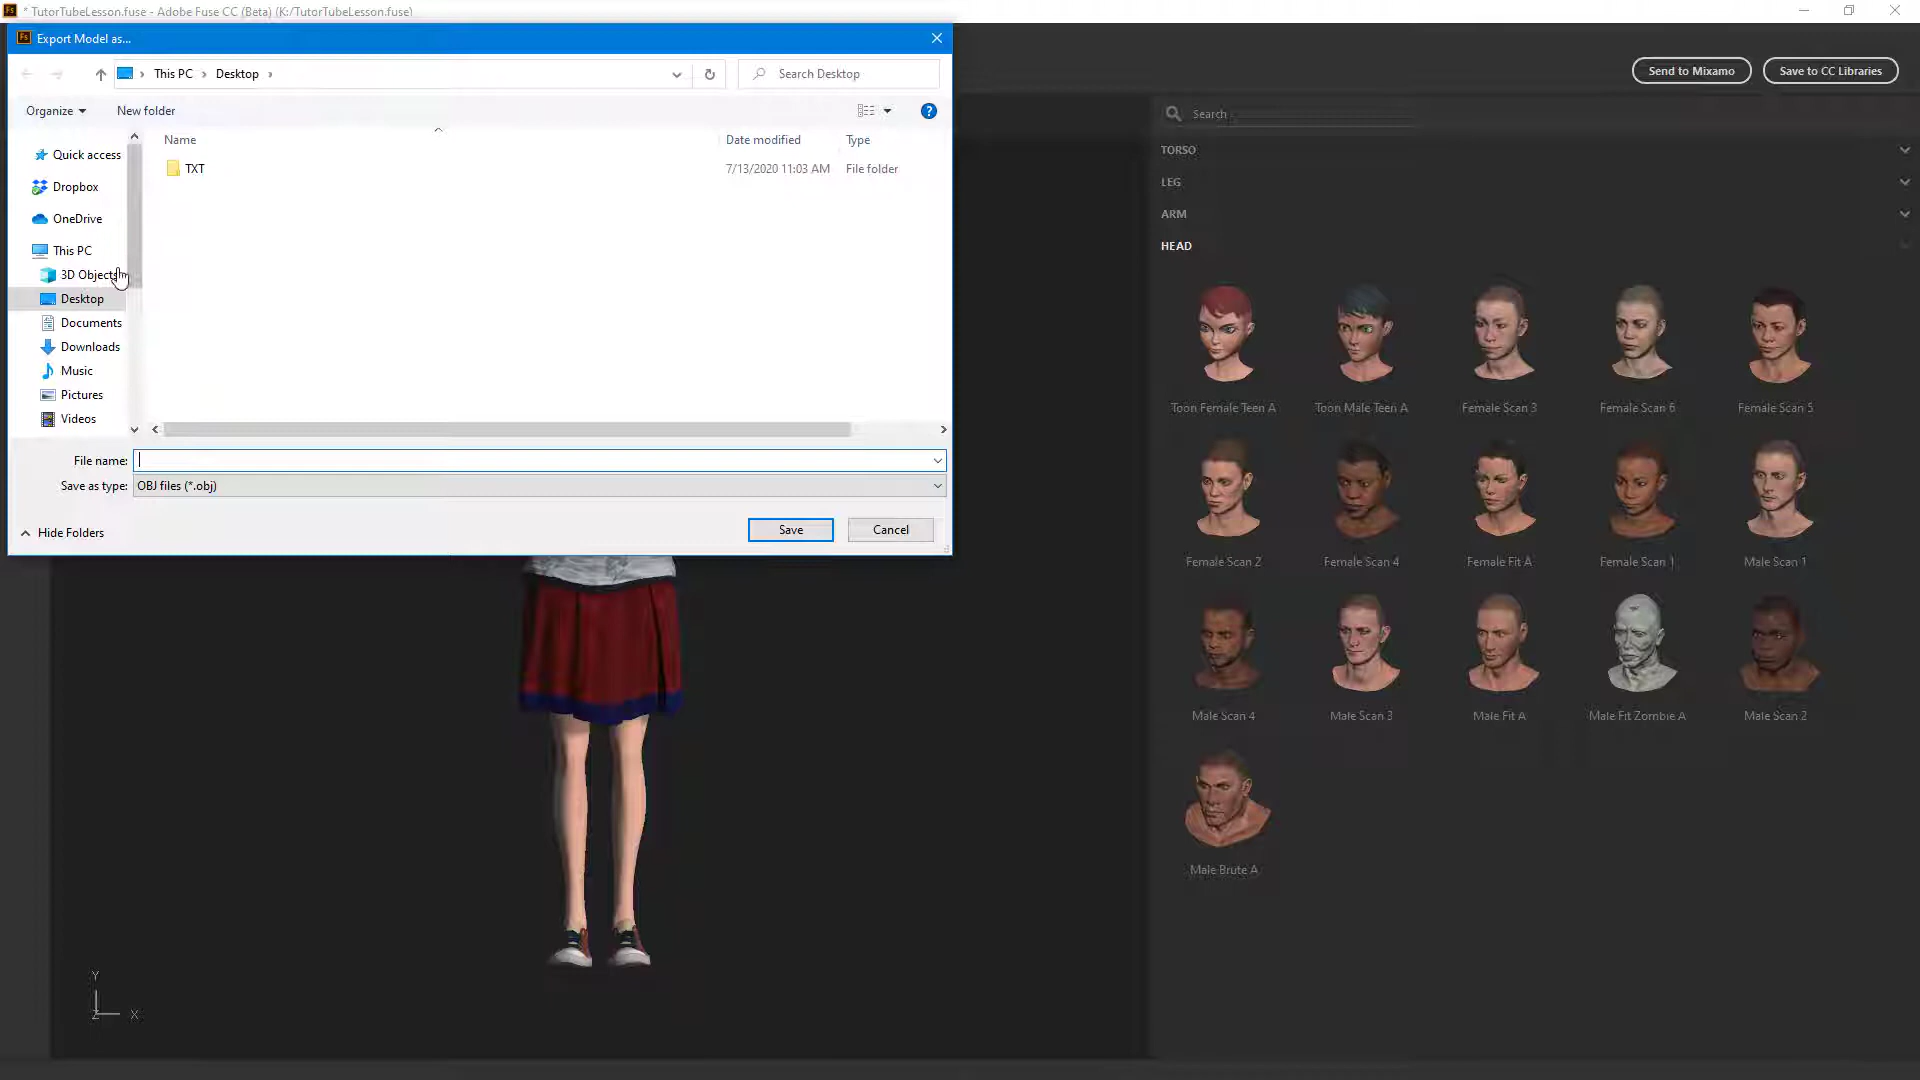 * TutorTubeLesson.fuse - Adobe Fuse CC (Beta) (K:/TutorTubeLesson.fuse)
Fs Export Model as...
This PC > Desktop >
Search Desktop
Send to Mixamo
Save to CC Libraries
Organize
New folder
Search
Name
Date modified
Type
TXT
7/13/2020 11:03 AM
File folder
Quick access
Dropbox
OneDrive
This PC
3D Objects
Desktop
Documents
Downloads
Music
Pictures
Videos
File name:
Save as type: OBJ files (*.obj)
Hide Folders
Save
Cancel
TORSO
LEG
ARM
HEAD
Toon Female Teen A
Toon Male Teen A
Female Scan 3
Female Scan 6
Female Scan 5
Female Scan 2
Female Scan 4
Female Fit A
Female Scan 1
Male Scan 1
Male Scan 4
Male Scan 3
Male Fit A
Male Fit Zombie A
Male Scan 2
Male Brute A
Y
Z
X